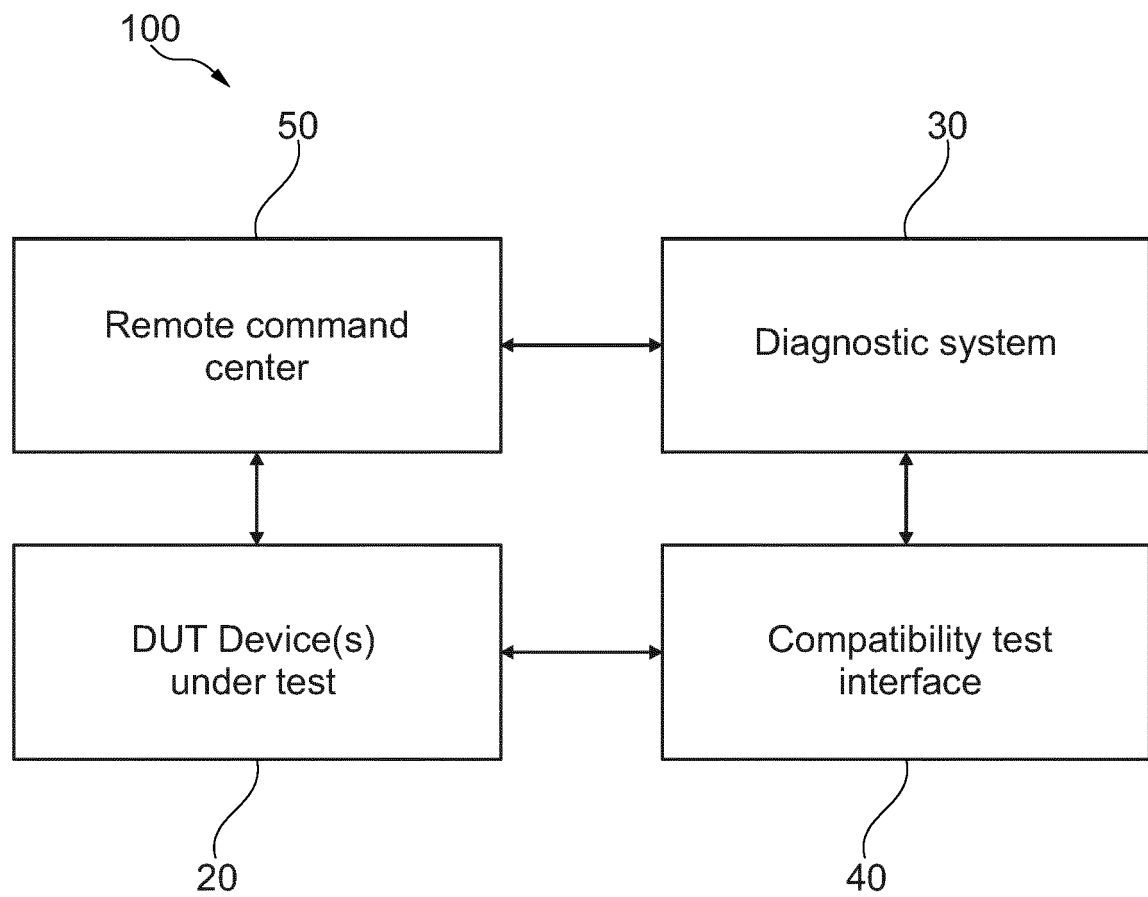 100
50
30
Remote command
center
Diagnostic system
DUT Device(s)
under test
Compatibility test
interface
20
40